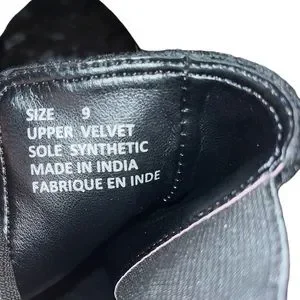 SIZE 9
UPPER VELVET
SOLE SYNTHETIC
MADE IN INDIA
FABRIQUE EN INDE